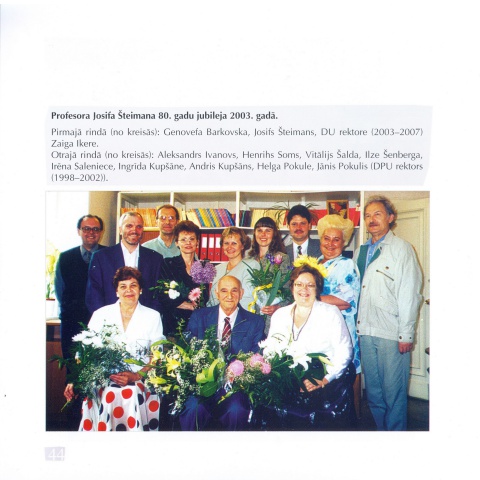 Profesora Josifa Šteimana 80. gadu jubileja 2003. gadā.
Pirmajā rindā (no kreisās): Genovefa Barkovska, Josifs Šteimans, DU rektore (2003–2007)
Zaiga Ikere.
Otrajā rindā (no kreisās): Aleksandrs Ivanovs, Henrihs Soms, Vitālijs Šalda, Ilze Šenberga,
Irēna Saleniece, Ingrida Kupšāne, Andris Kupšāns, Helga Pokule, Jānis Pokulis (DPU rektors
(1998–2002)).
44